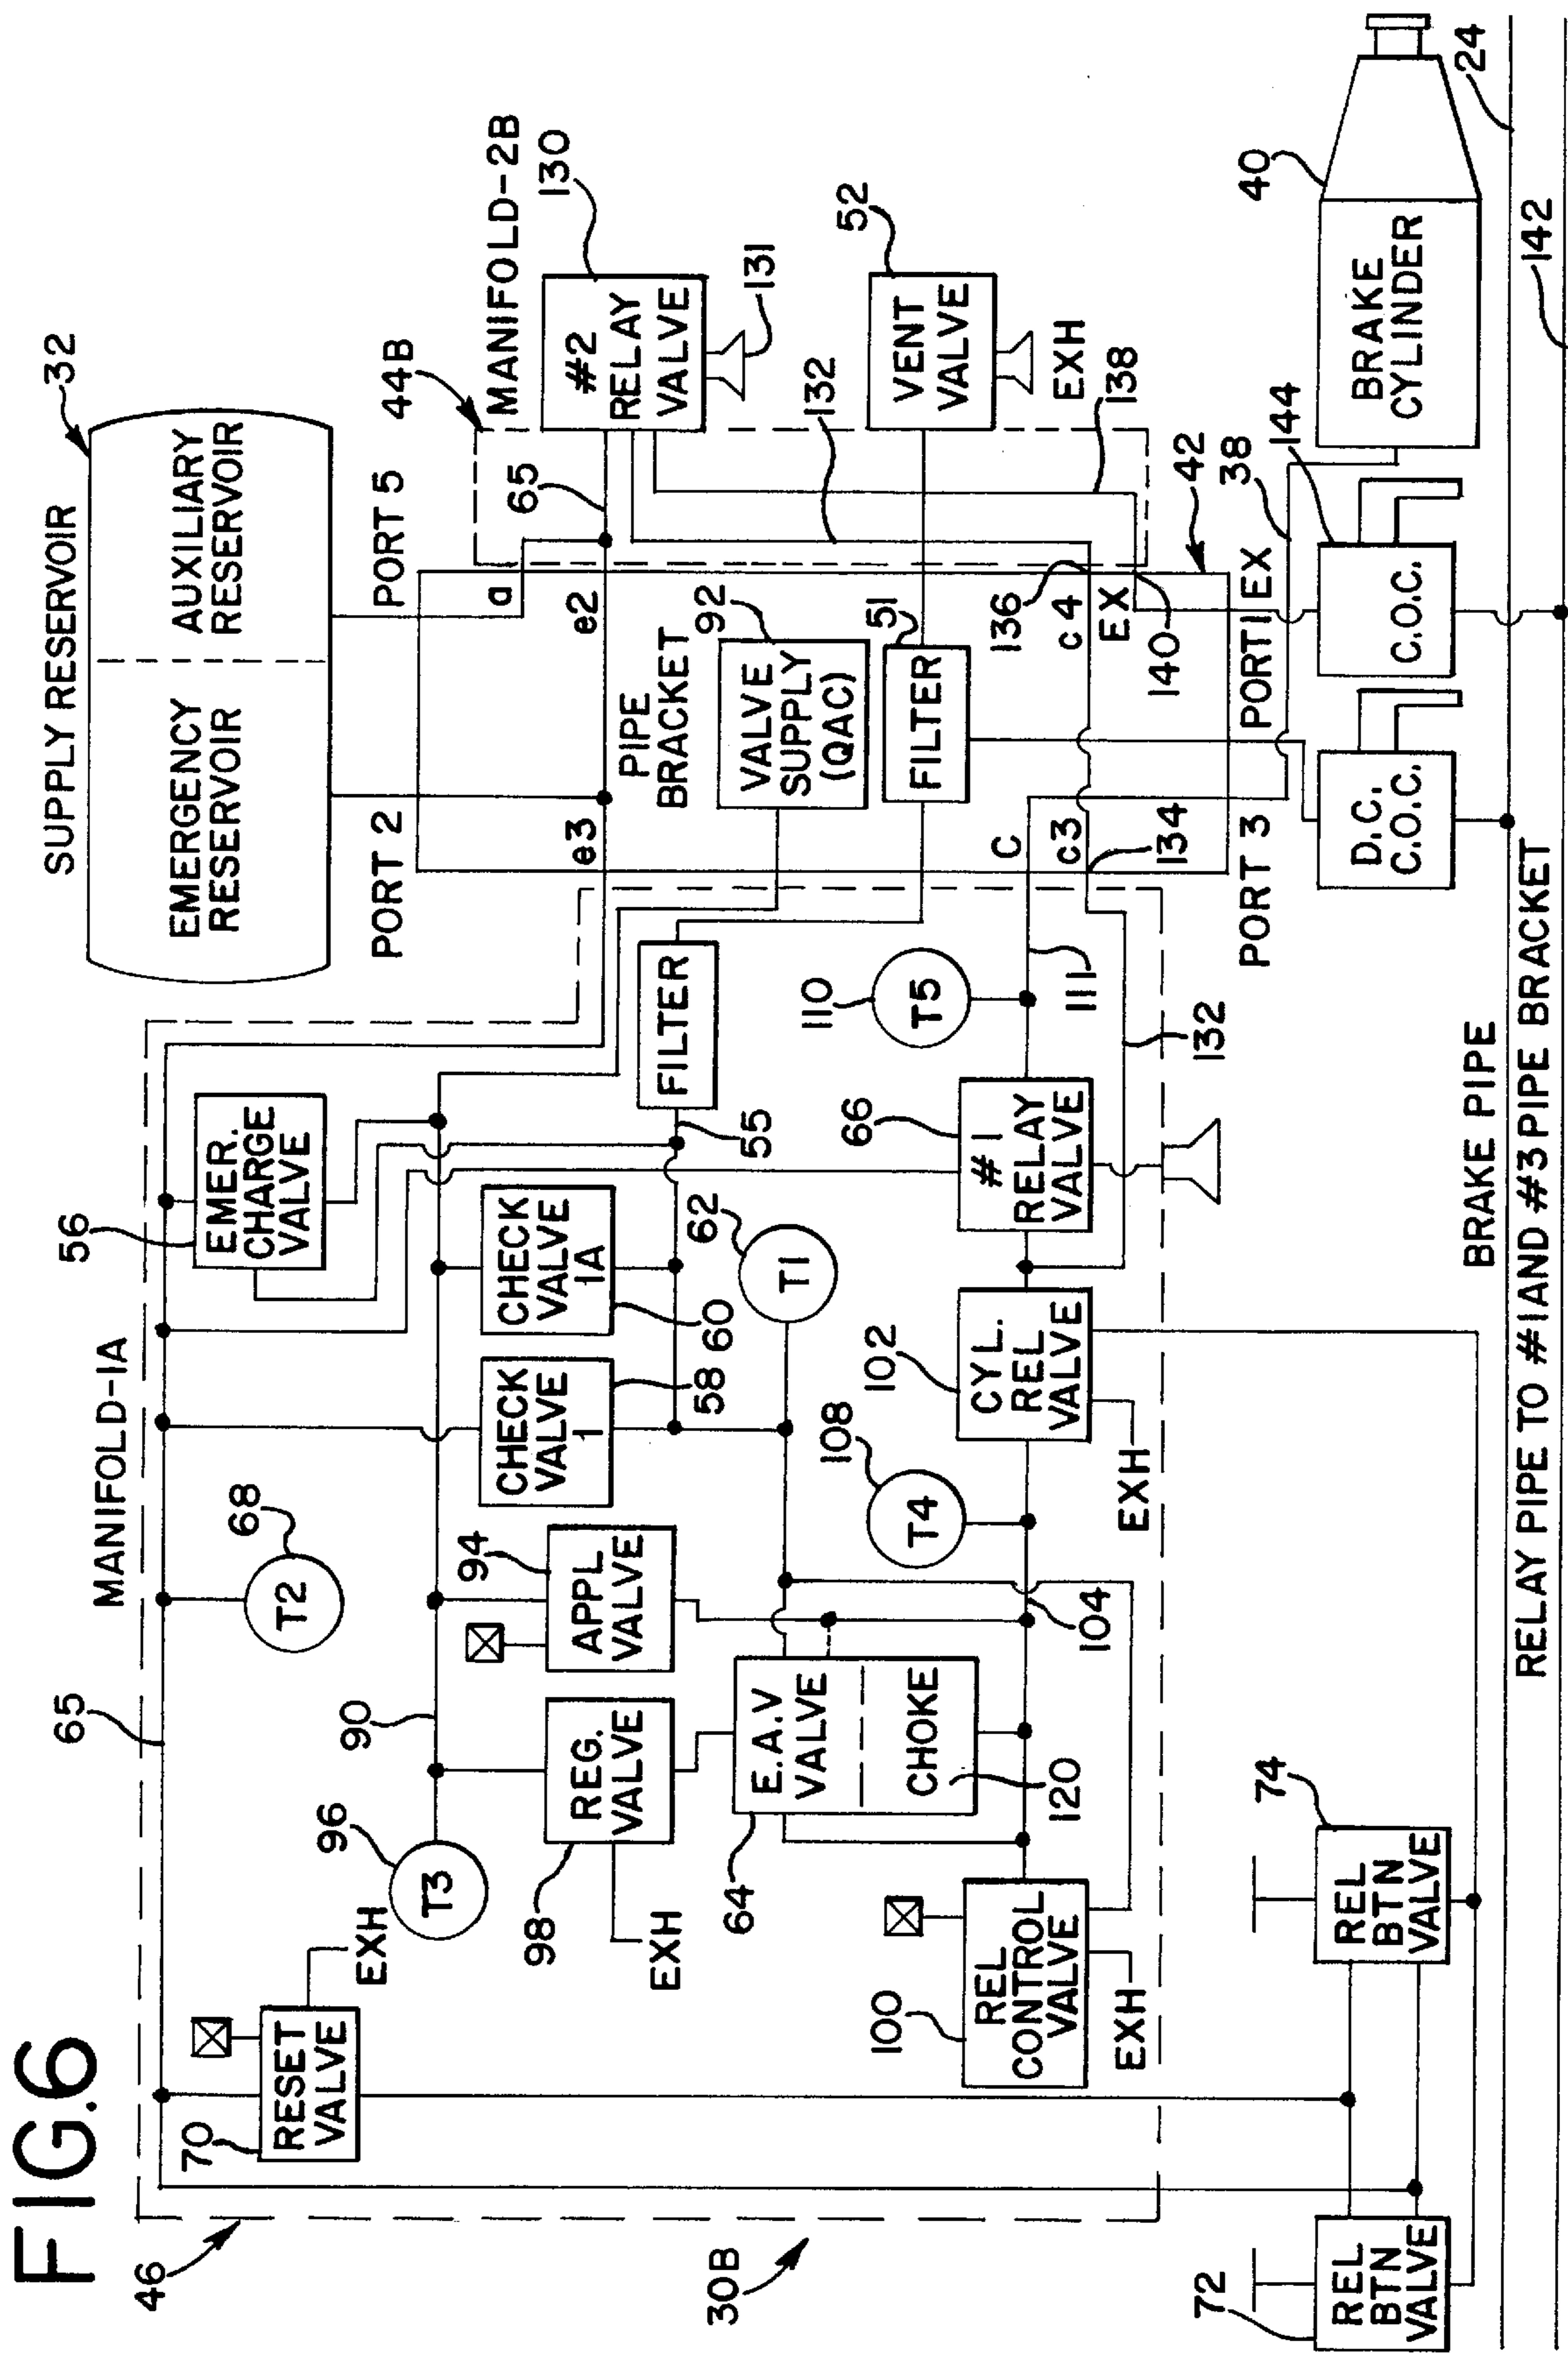 FIG.6
SUPPLY RESERVOIR
32
EMERGENCY
RESERVOIR
AUXILIARY
RESERVOIR
PORT 2
PORT 5
44B
MANIFOLD-2B
130
#2
RELAY
VALVE
131
65
132
138
52
VENT
VALVE
EXH
a
e2
e3
PIPE
BRACKET
92
VALVE
SUPPLY
(QAC)
51
FILTER
136
c4
EX
140
C
c3
134
42
PORT 3
PORT1EX
38
144
C.O.C.
D.C.
C.O.C.
40
BRAKE
CYLINDER
24
142
46
30B
MANIFOLD-1A
65
70
RESET
VALVE
EXH
68
T2
56
EMER.
CHARGE
VALVE
96
T3
90
98
REG.
VALVE
EXH
94
APPL
VALVE
CHECK
VALVE
1
58
CHECK
VALVE
1A
60
FILTER
55
62
T1
64
E.A.V
VALVE
CHOKE
120
100
REL
CONTROL
VALVE
EXH
104
108
T4
102
CYL.
REL
VALVE
EXH
66
#1
RELAY
VALVE
110
T5
111
132
72
REL
BTN
VALVE
74
REL
BTN
VALVE
BRAKE PIPE
RELAY PIPE TO #1AND #3 PIPE BRACKET